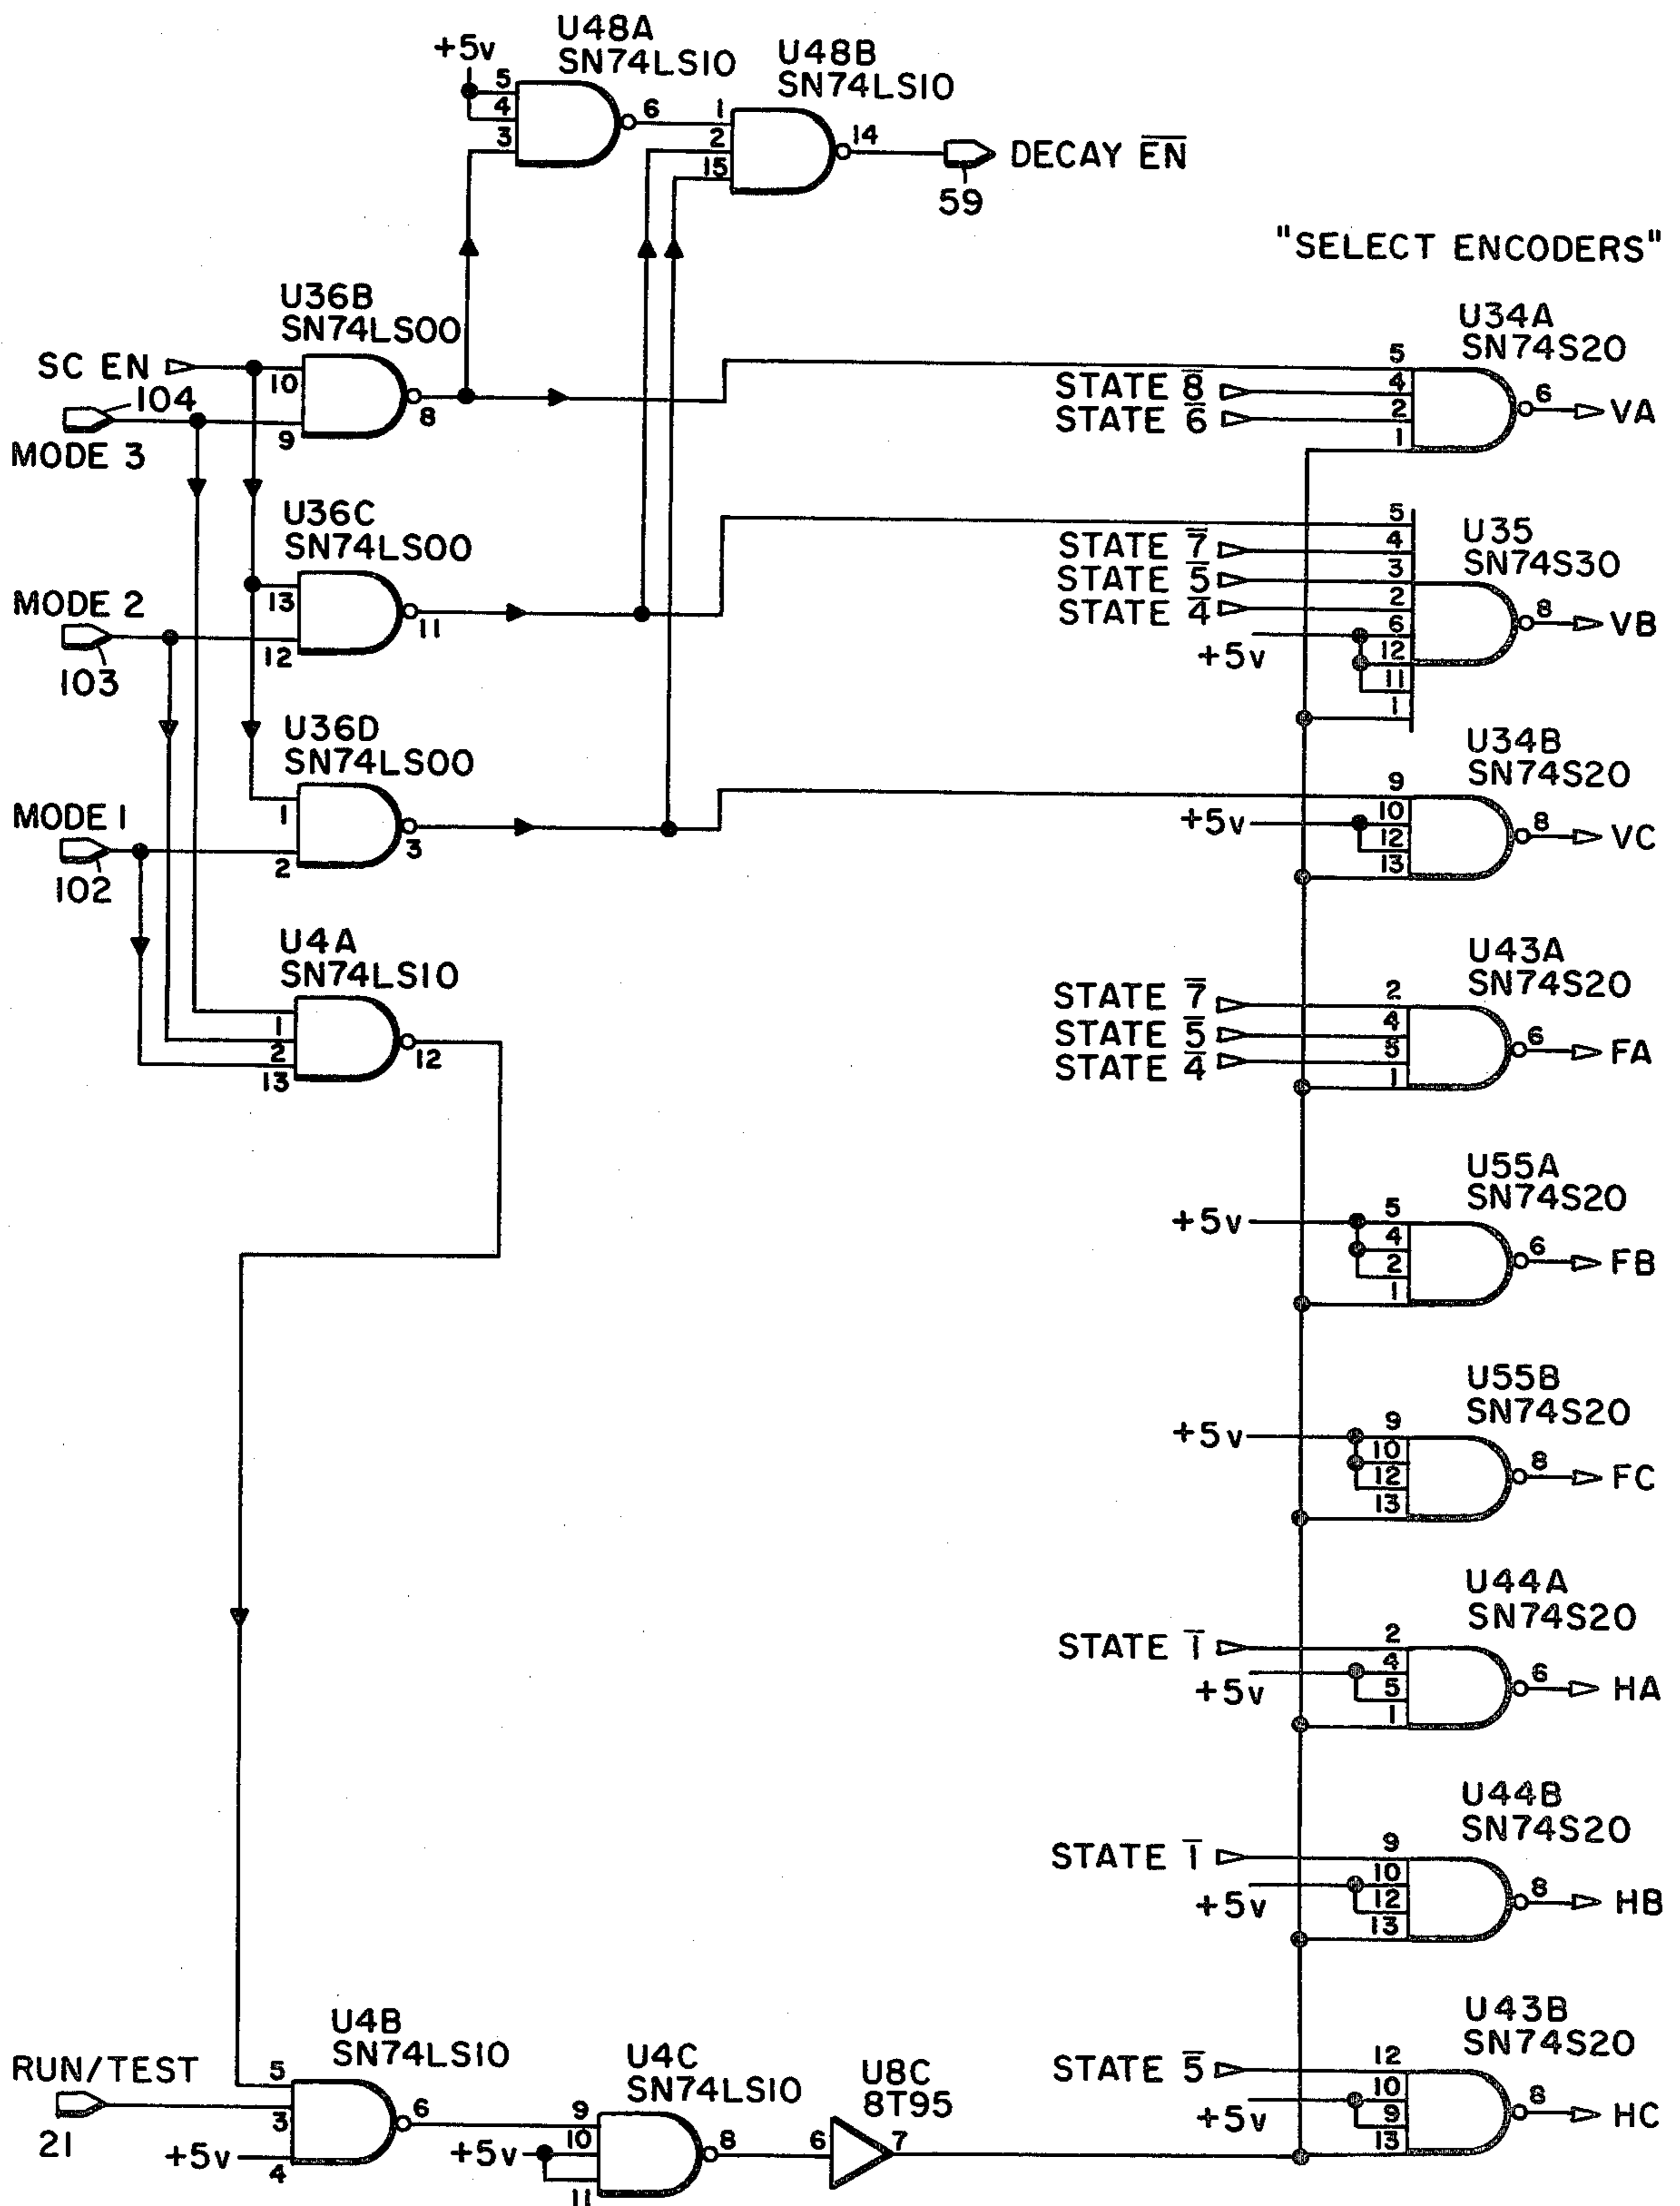 U48A
SN74LS10
+5v
5
4
3
6
U48B
SN74LS10
1
2
15
14
DECAY E̅N̅
59
"SELECT ENCODERS"
U36B
SN74LS00
SC EN
10
104
9
8
MODE 3
U34A
SN74S20
5
STATE 8̅
4
STATE 6̅
2
1
6
VA
U36C
SN74LS00
13
MODE 2
12
11
103
U35
SN74S30
5
STATE 7̅
4
STATE 5̅
3
STATE 4̅
2
6
+5v
12
11
1
8
VB
U36D
SN74LS00
MODE 1
1
2
3
102
U34B
SN74S20
9
+5v
10
12
13
8
VC
U4A
SN74LS10
1
2
13
12
U43A
SN74S20
STATE 7̅
2
STATE 5̅
4
STATE 4̅
5
1
6
FA
U55A
SN74S20
+5v
5
4
2
1
6
FB
U55B
SN74S20
+5v
9
10
12
13
8
FC
U44A
SN74S20
STATE 1̅
2
+5v
4
5
1
6
HA
U44B
SN74S20
STATE 1̅
9
+5v
10
12
13
8
HB
U43B
SN74S20
STATE 5̅
12
+5v
10
9
13
8
HC
U4B
SN74LS10
RUN/TEST
5
3
21
+5v
4
6
U4C
SN74LS10
9
+5v
10
11
8
U8C
8T95
6
7